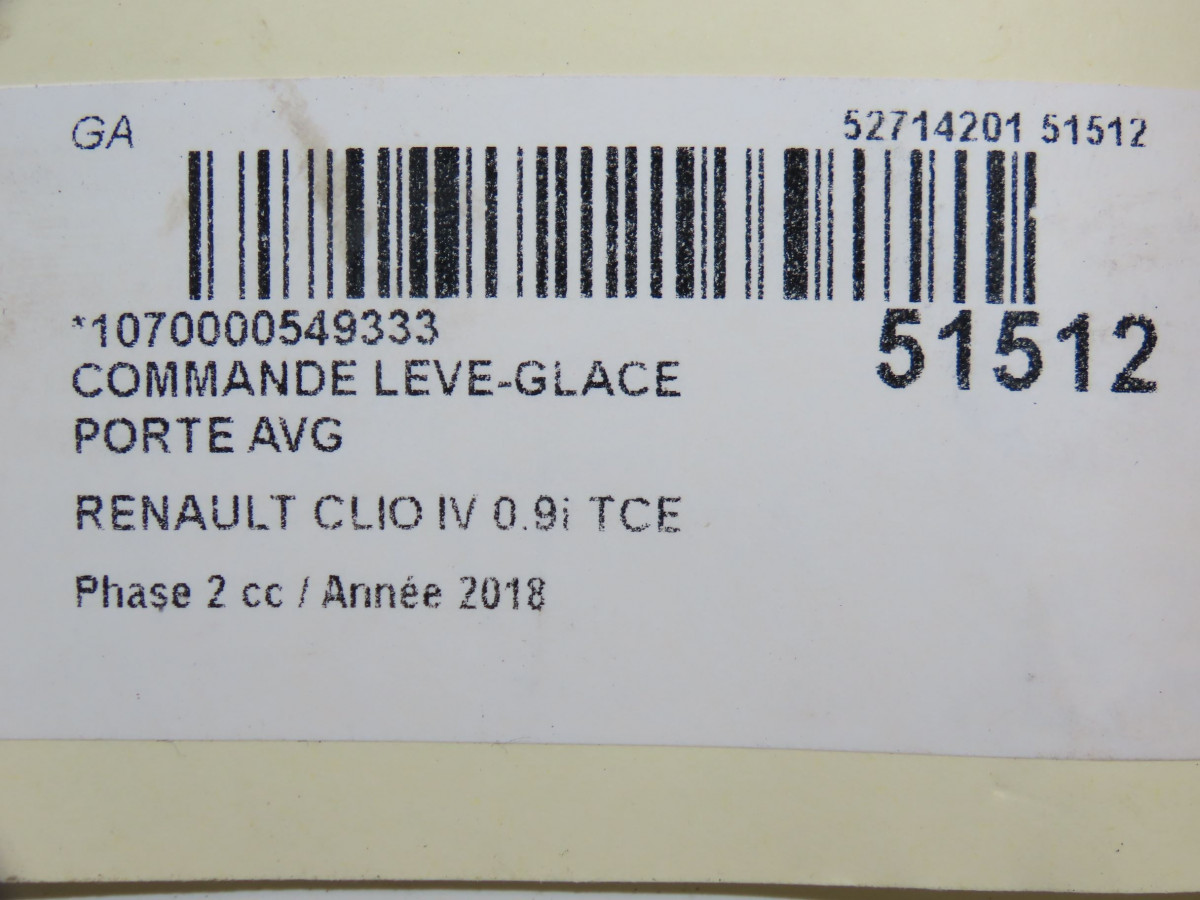 GA 52714201 51512
*1070000549333 51512
COMMANDE LEVE-GLACE
PORTE AVG
RENAULT CLIO IV 0.9i TCE
Phase 2 cc / Année 2018